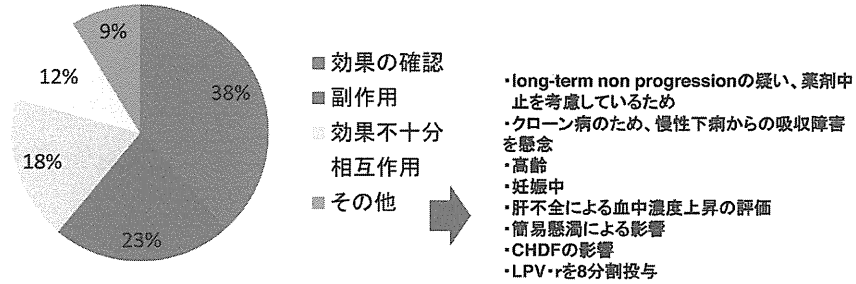 9%
38%
12%
18%
23%
■効果の確認
■副作用
効果不十分
相互作用
■その他
・long-term non progressionの疑い、薬剤中
止を考慮しているため
・クローン病のため、慢性下痢からの吸収障害
を懸念
・高齢
・妊娠中
・肝不全による血中濃度上昇の評価
・簡易懸濁による影響
・CHDFの影響
・LPV・rを8分割投与